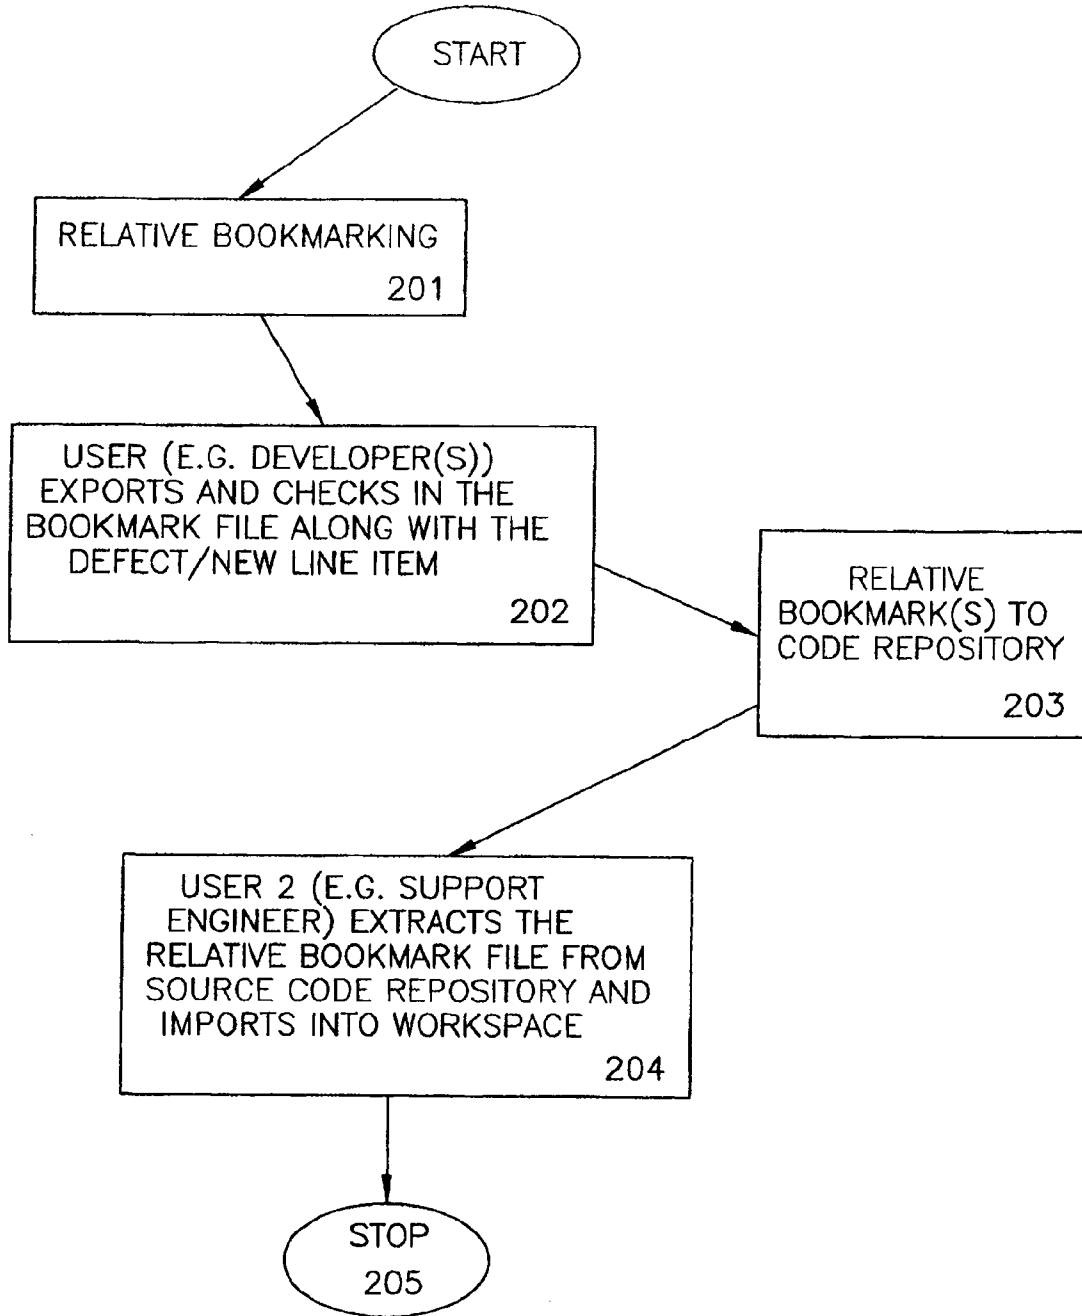 START
RELATIVE BOOKMARKING
201
USER (E.G. DEVELOPER(S))
EXPORTS AND CHECKS IN THE
BOOKMARK FILE ALONG WITH THE
DEFECT/NEW LINE ITEM
202
RELATIVE
BOOKMARK(S) TO
CODE REPOSITORY
203
USER 2 (E.G. SUPPORT
ENGINEER) EXTRACTS THE
RELATIVE BOOKMARK FILE FROM
SOURCE CODE REPOSITORY AND
IMPORTS INTO WORKSPACE
204
STOP
205